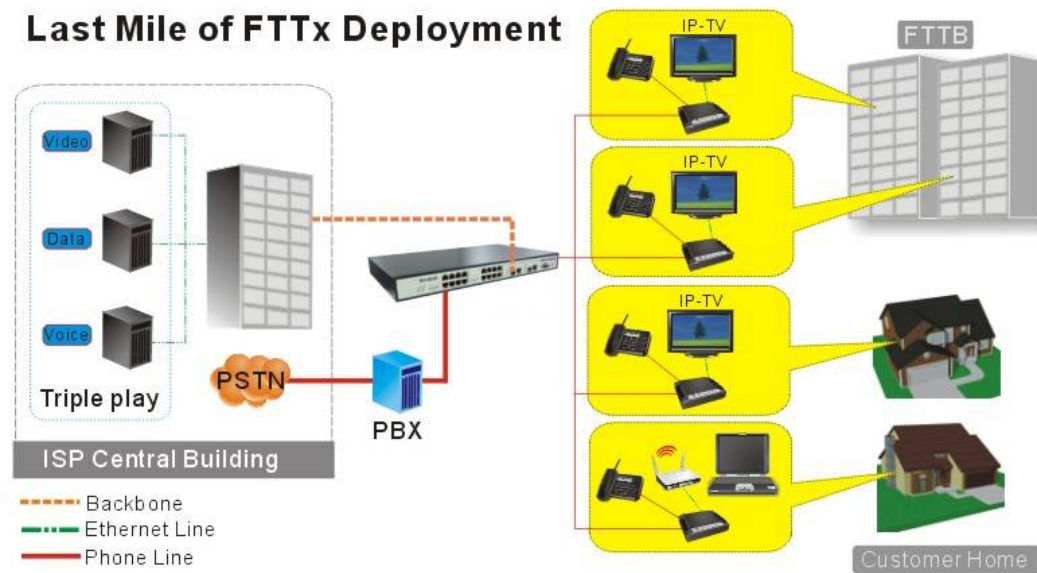 Last Mile of FTTx Deployment
Video
Data
Voice
Triple play
ISP Central Building
PSTN
PBX
Backbone
Ethernet Line
Phone Line
IP-TV
IP-TV
IP-TV
FTTB
Customer Home